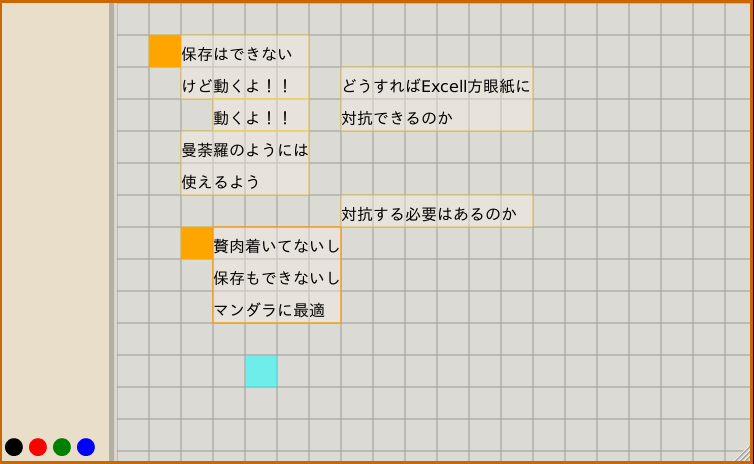 保存はできない
けど動くよ！！
動くよ！！
曼荼羅のようには
使えるよう
どうすればExcell方眼紙に
対抗できるのか
対抗する必要はあるのか
贅肉着いてないし
保存もできないし
マンダラに最適